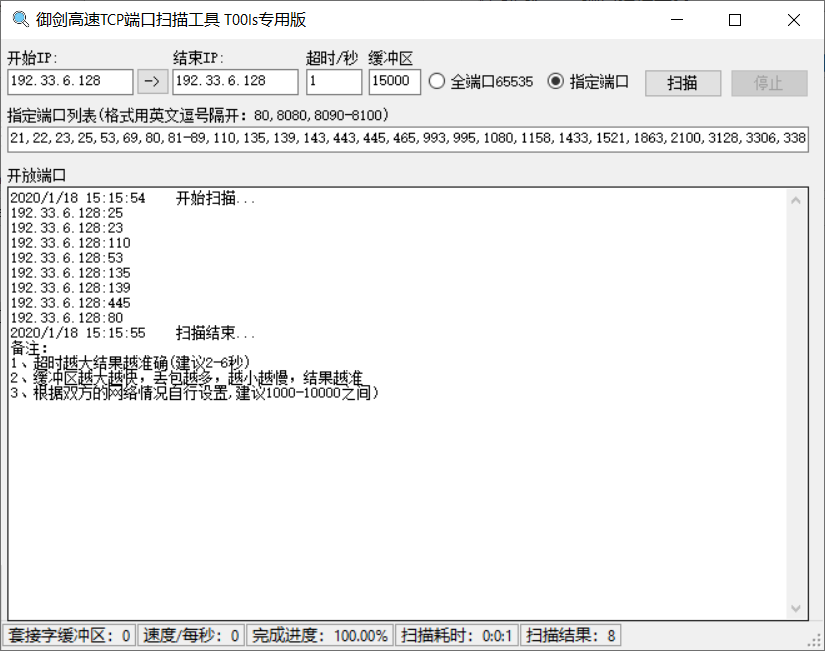 御剑高速TCP端口扫描工具 T00ls专用版
开始IP: 结束IP: 超时/秒 缓冲区
192.33.6.128 -> 192.33.6.128 1 15000 全端口65535 指定端口 扫描 停止
指定端口列表(格式用英文逗号隔开: 80,8080,8090-8100)
21,22,23,25,53,69,80,81-89,110,135,139,143,443,445,465,993,995,1080,1158,1433,1521,1863,2100,3128,3306,338
开放端口
2020/1/18 15:15:54 开始扫描...
192.33.6.128:25
192.33.6.128:23
192.33.6.128:110
192.33.6.128:53
192.33.6.128:135
192.33.6.128:139
192.33.6.128:445
192.33.6.128:80
2020/1/18 15:15:55 扫描结束...
备注:
1、超时越大结果越准确(建议2-6秒)
2、缓冲区越大越快，丢包越多，越小越慢，结果越准
3、根据双方的网络情况自行设置,建议1000-10000之间)
套接字缓冲区: 0 速度/每秒: 0 完成进度: 100.00% 扫描耗时: 0:0:1 扫描结果: 8